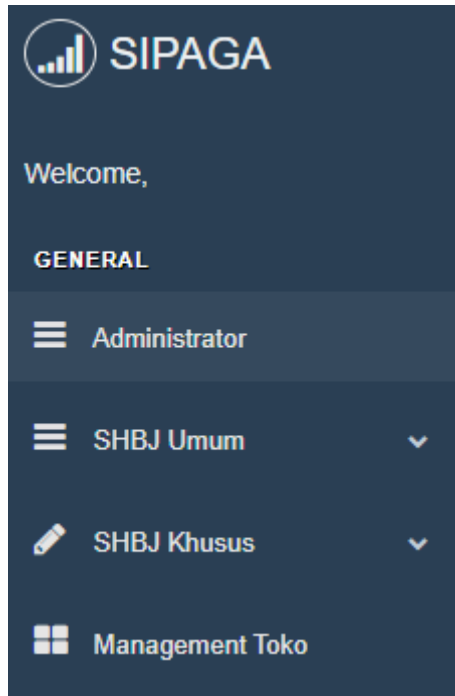 SIPAGA
Welcome,
GENERAL
Administrator
SHBJ Umum
SHBJ Khusus
Management Toko